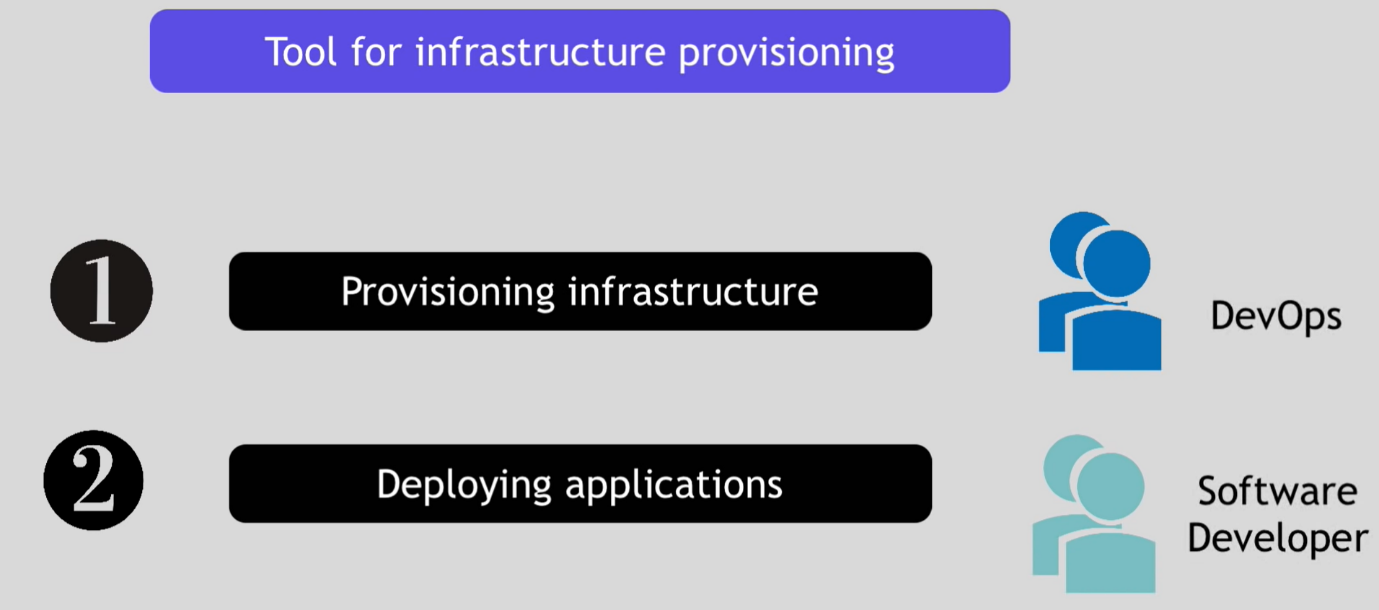 Tool for infrastructure provisioning
1
Provisioning infrastructure
DevOps
2
Deploying applications
Software
Developer